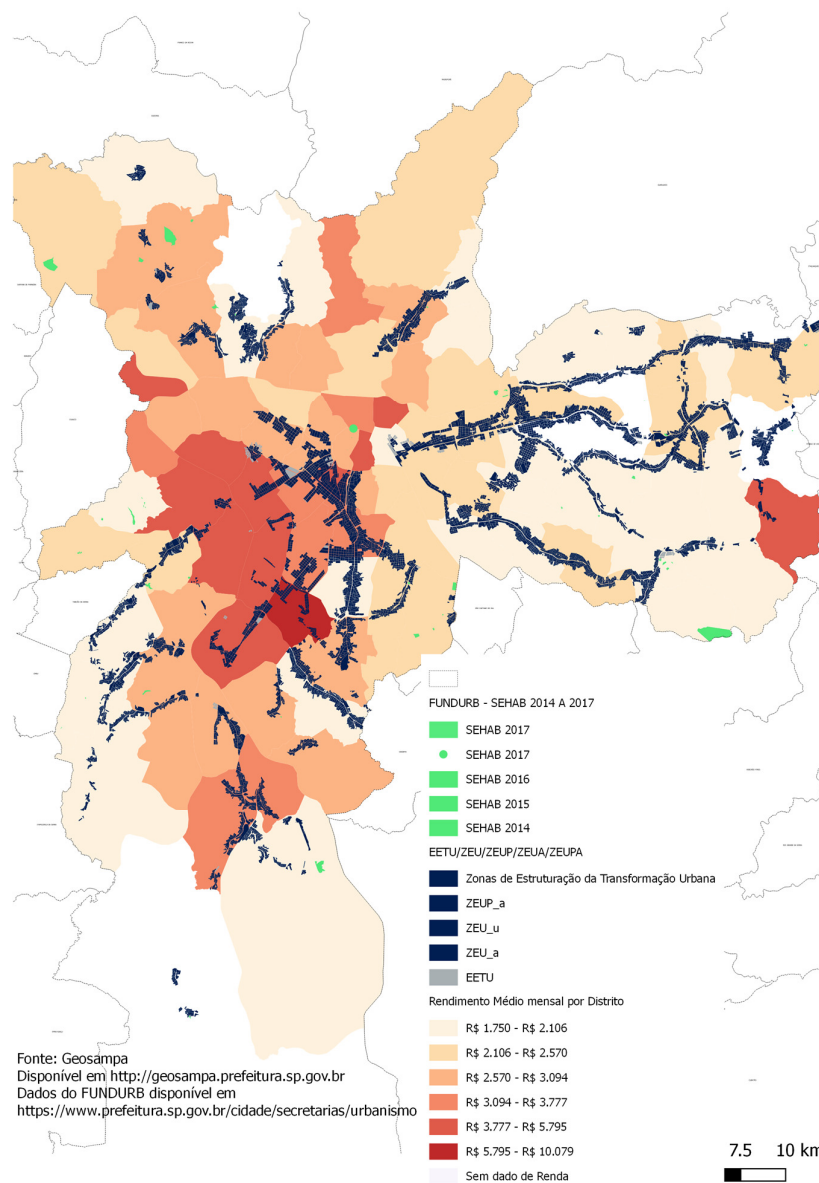 FUNDURB - SEHAB 2014 A 2017
SEHAB 2017
SEHAB 2017
SEHAB 2016
SEHAB 2015
SEHAB 2014
EETU/ZEU/ZEUP/ZEUA/ZEUPA
Zonas de Estruturação da Transformação Urbana
ZEUP_a
ZEU_u
ZEU_a
EETU
Rendimento Médio mensal por Distrito
R$ 1.750 - R$ 2.106
R$ 2.106 - R$ 2.570
R$ 2.570 - R$ 3.094
R$ 3.094 - R$ 3.777
R$ 3.777 - R$ 5.795
R$ 5.795 - R$ 10.079
Sem dado de Renda
Fonte: Geosampa
Disponível em http://geosampa.prefeitura.sp.gov.br
Dados do FUNDURB disponível em
https://www.prefeitura.sp.gov.br/cidade/secretarias/urbanismo
7.5 10 km